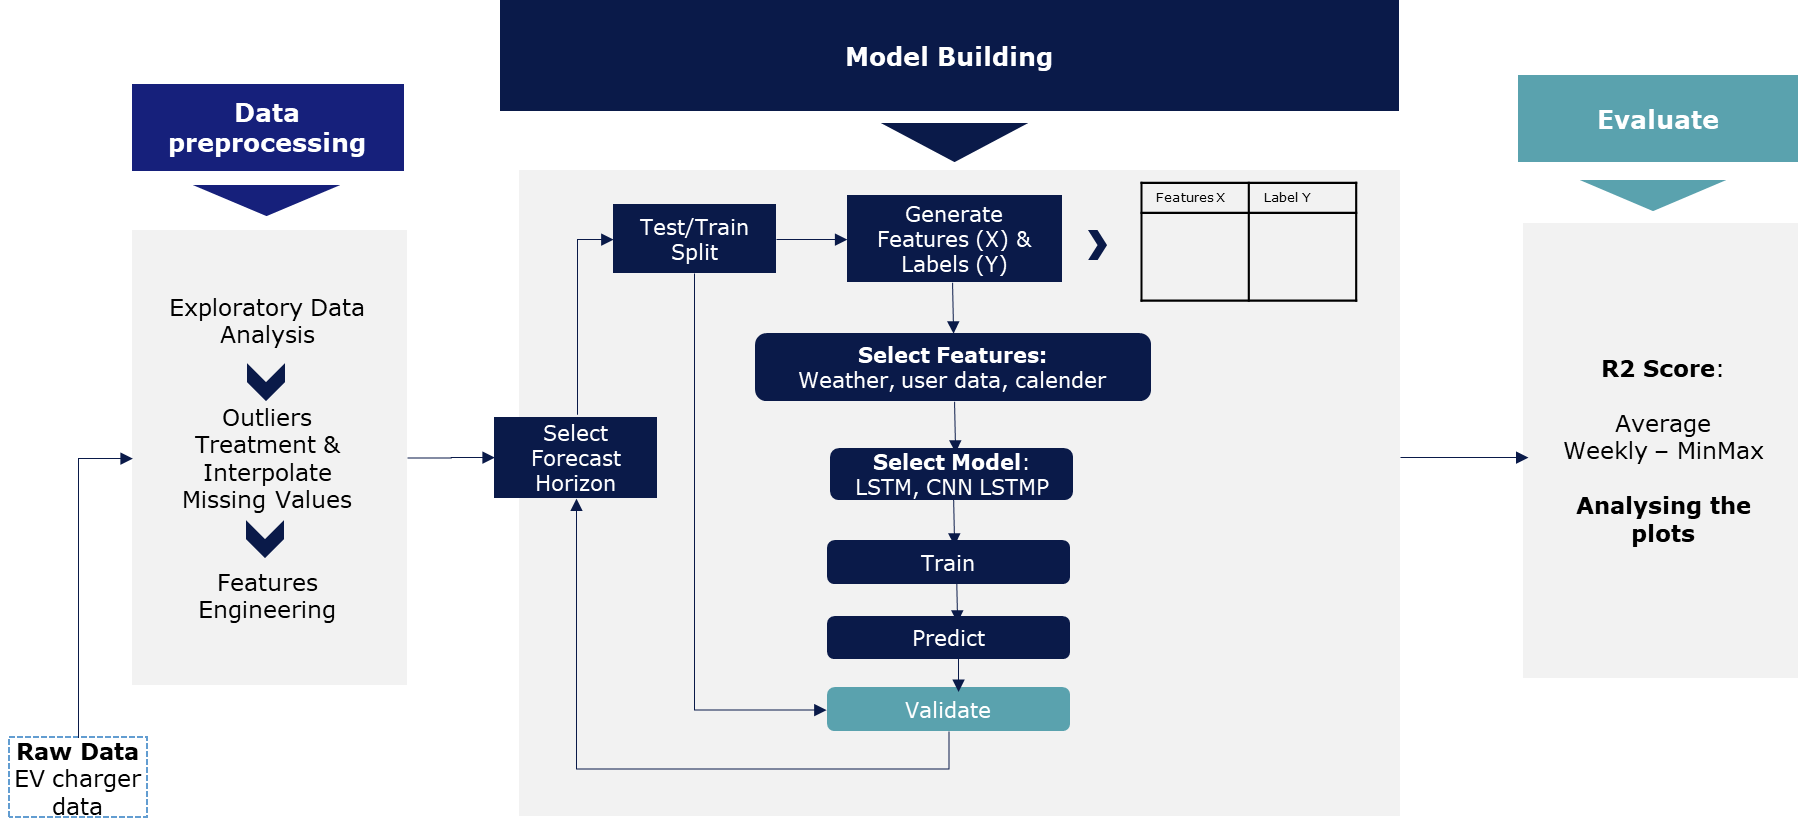 Model Building
Data
preprocessing
Evaluate
Test/Train
Split
Generate
Features (X) &
Labels (Y)
Features X
Label Y
Exploratory Data
Analysis
Outliers
Treatment &
Interpolate
Missing Values
Features
Engineering
Select Features:
Weather, user data, calender
Select
Forecast
Horizon
Select Model:
LSTM, CNN LSTMP
Train
Predict
Validate
R2 Score:
Average
Weekly – MinMax
Analysing the
plots
Raw Data
EV charger
data